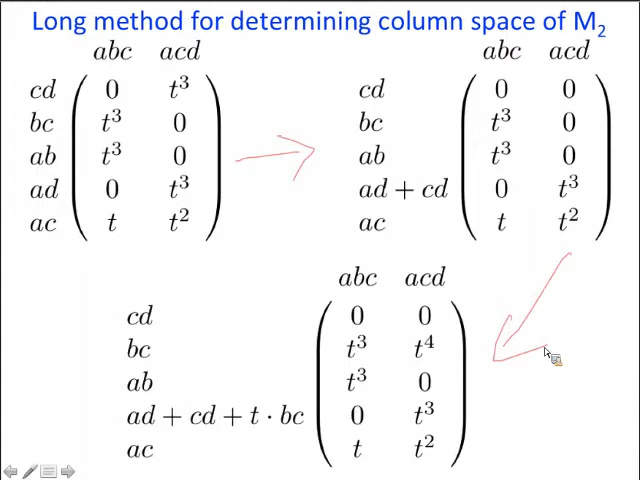 Long method for determining column space of M₂
abc acd
cd 0 t³
bc t³ 0
ab t³ 0
ad 0 t³
ac t t²
abc acd
cd 0 0
bc t³ 0
ab t³ 0
ad + cd 0 t³
ac t t²
abc acd
cd 0 0
bc t³ t⁴
ab t³ 0
ad + cd + t · bc 0 t³
ac t t²